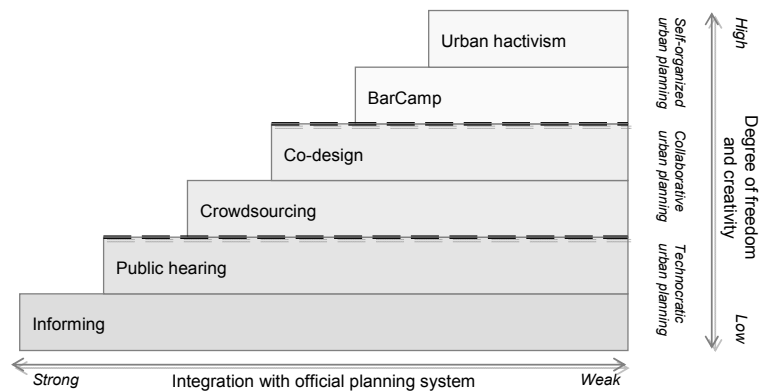 Urban hactivism
BarCamp
Co-design
Crowdsourcing
Public hearing
Informing
Self-organized
urban planning
Collaborative
urban planning
Technocratic
urban planning
High
Degree of freedom
and creativity
Low
Strong
Integration with official planning system
Weak